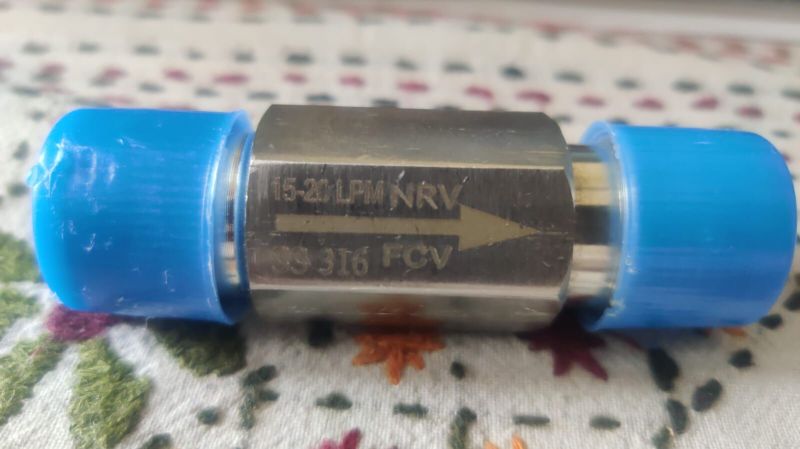 15-20 LPM NRV
SS 316 FCV